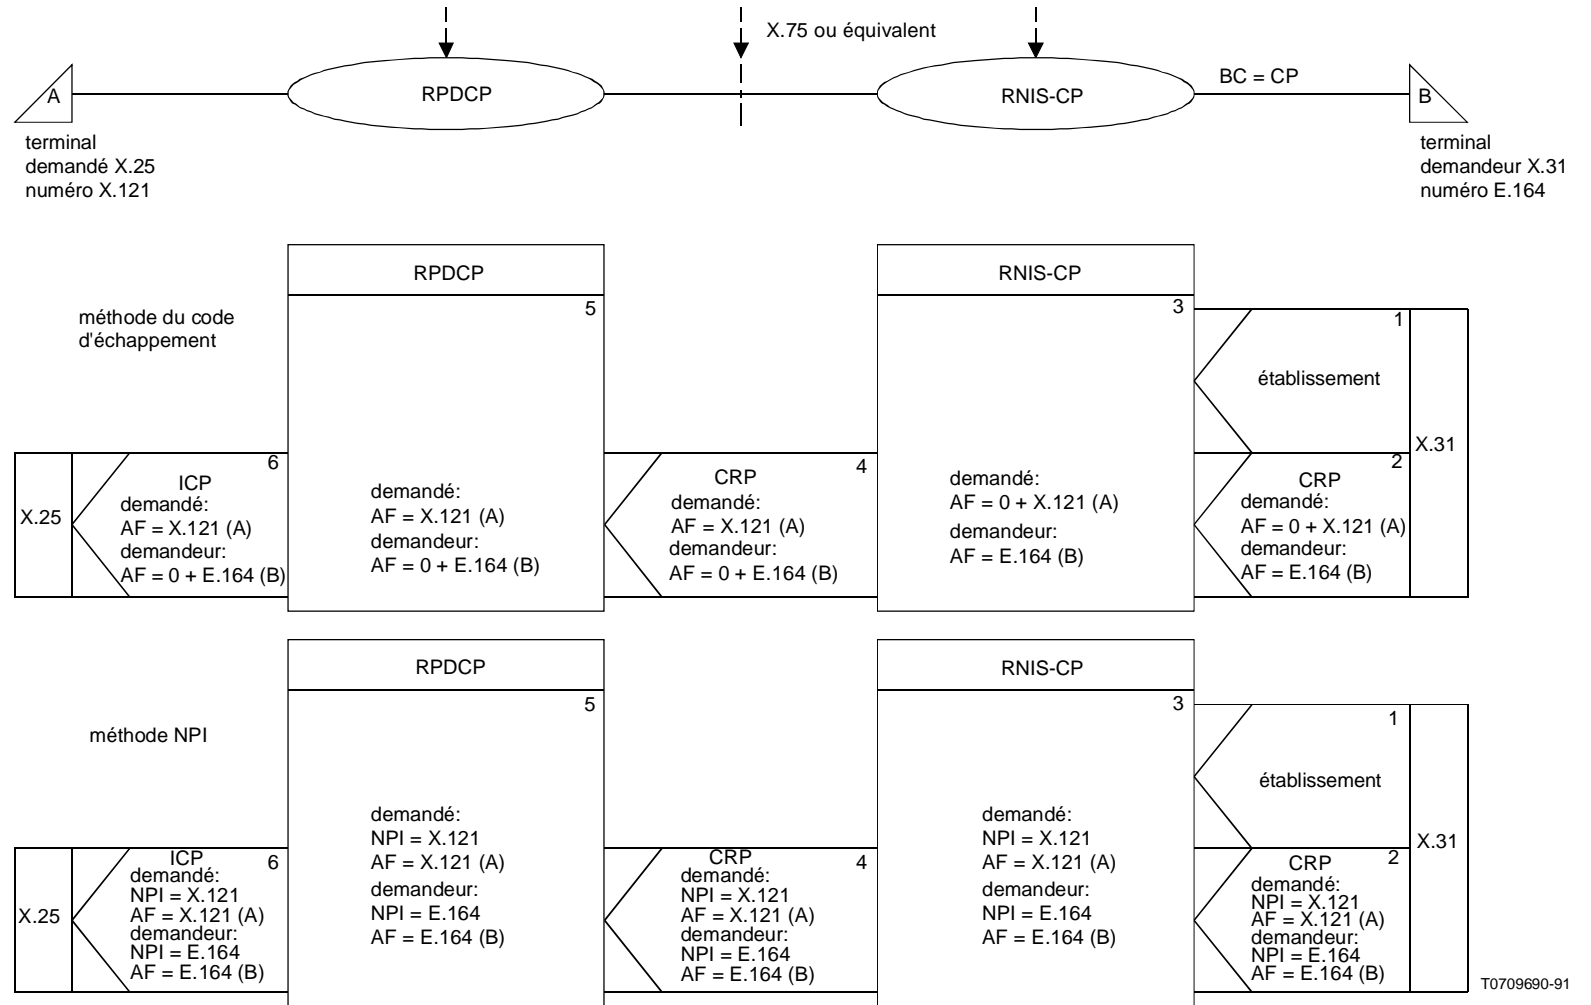 X.75 ou équivalent
A
RPDCP
RNIS-CP
BC = CP
B
terminal
demandé X.25
numéro X.121
terminal
demandeur X.31
numéro E.164
RPDCP
RNIS-CP
méthode du code
d'échappement
5
3
1
établissement
X.31
X.25
6
ICP
demandé:
AF = X.121 (A)
demandeur:
AF = 0 + E.164 (B)
demandé:
AF = X.121 (A)
demandeur:
AF = 0 + E.164 (B)
4
CRP
demandé:
AF = X.121 (A)
demandeur:
AF = 0 + E.164 (B)
demandé:
AF = 0 + X.121 (A)
demandeur:
AF = E.164 (B)
2
CRP
demandé:
AF = 0 + X.121 (A)
demandeur:
AF = E.164 (B)
RPDCP
RNIS-CP
méthode NPI
5
3
1
établissement
X.31
X.25
6
ICP
demandé:
NPI = X.121
AF = X.121 (A)
demandeur:
NPI = E.164
AF = E.164 (B)
demandé:
NPI = X.121
AF = X.121 (A)
demandeur:
NPI = E.164
AF = E.164 (B)
4
CRP
demandé:
NPI = X.121
AF = X.121 (A)
demandeur:
NPI = E.164
AF = E.164 (B)
demandé:
NPI = X.121
AF = X.121 (A)
demandeur:
NPI = E.164
AF = E.164 (B)
2
CRP
demandé:
NPI = X.121
AF = X.121 (A)
demandeur:
NPI = E.164
AF = E.164 (B)
T0709690-91